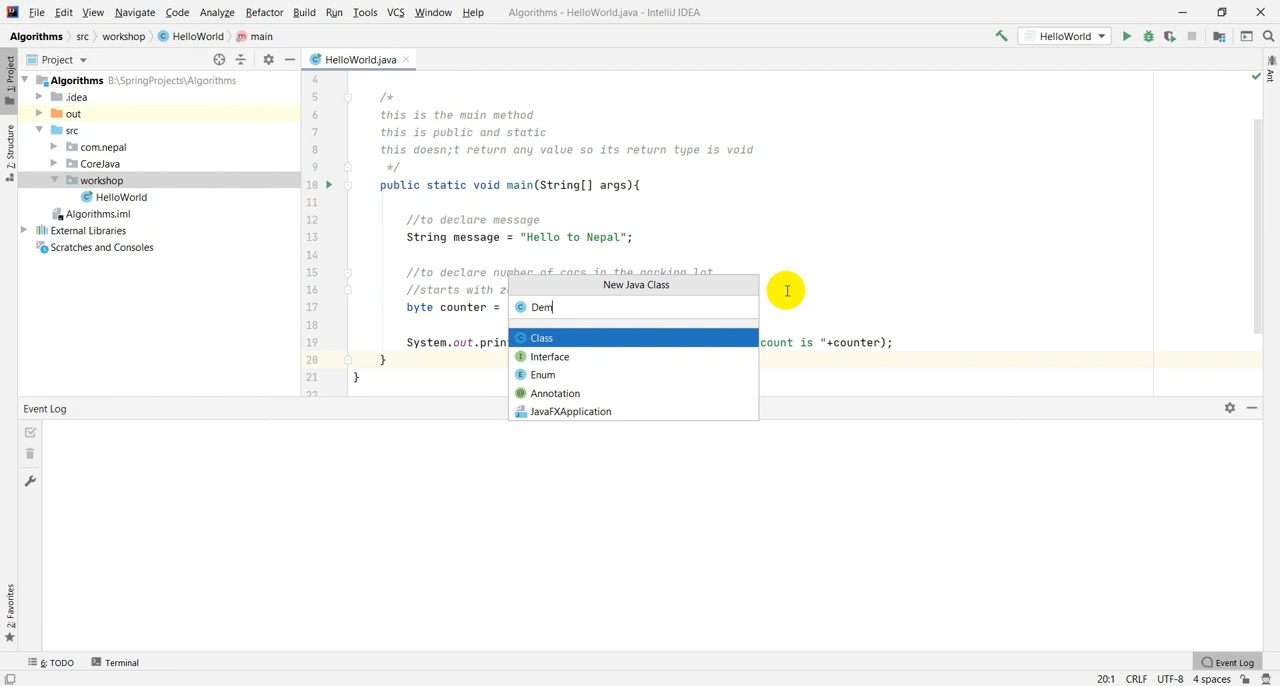 File Edit View Navigate Code Analyze Refactor Build Run Tools VCS Window Help Algorithms - HelloWorld.java - IntelliJ IDEA
Algorithms src workshop HelloWorld main HelloWorld
1: Project
Z: Structure
2: Favorites
Ant
Project
HelloWorld.java
Algorithms B:\SpringProjects\Algorithms
.idea
out
src
com.nepal
CoreJava
workshop
HelloWorld
Algorithms.iml
External Libraries
Scratches and Consoles
4
5 /*
6 this is the main method
7 this is public and static
8 this doesn;t return any value so its return type is void
9 */
10 public static void main(String[] args){
11
12 //to declare message
13 String message = "Hello to Nepal";
14
15 //to declare number of cars in the parking lot
16 //starts with z
17 byte counter =
18
19 System.out.prin count is "+counter);
20 }
21 }
22
New Java Class
Dem
Class
Interface
Enum
Annotation
JavaFXApplication
Event Log
6: TODO Terminal Event Log
20:1 CRLF UTF-8 4 spaces